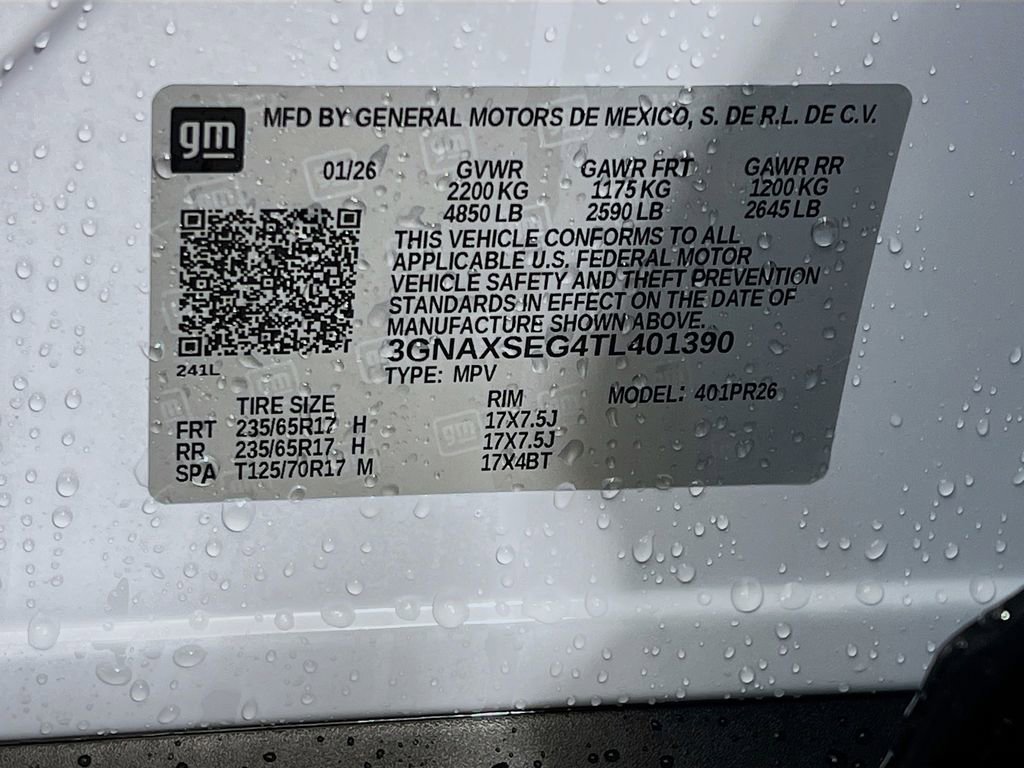 gm
MFD BY GENERAL MOTORS DE MEXICO, S. DE R.L. DE C.V.
01/26 GVWR GAWR FRT GAWR RR
2200 KG 1175 KG 1200 KG
4850 LB 2590 LB 2645 LB
THIS VEHICLE CONFORMS TO ALL
APPLICABLE U.S. FEDERAL MOTOR
VEHICLE SAFETY AND THEFT PREVENTION
STANDARDS IN EFFECT ON THE DATE OF
MANUFACTURE SHOWN ABOVE.
3GNAXSEG4TL401390
241L
TYPE: MPV
MODEL: 401PR26
TIRE SIZE RIM
FRT 235/65R17 H 17X7.5J
RR 235/65R17 H 17X7.5J
SPA T125/70R17 M 17X4BT